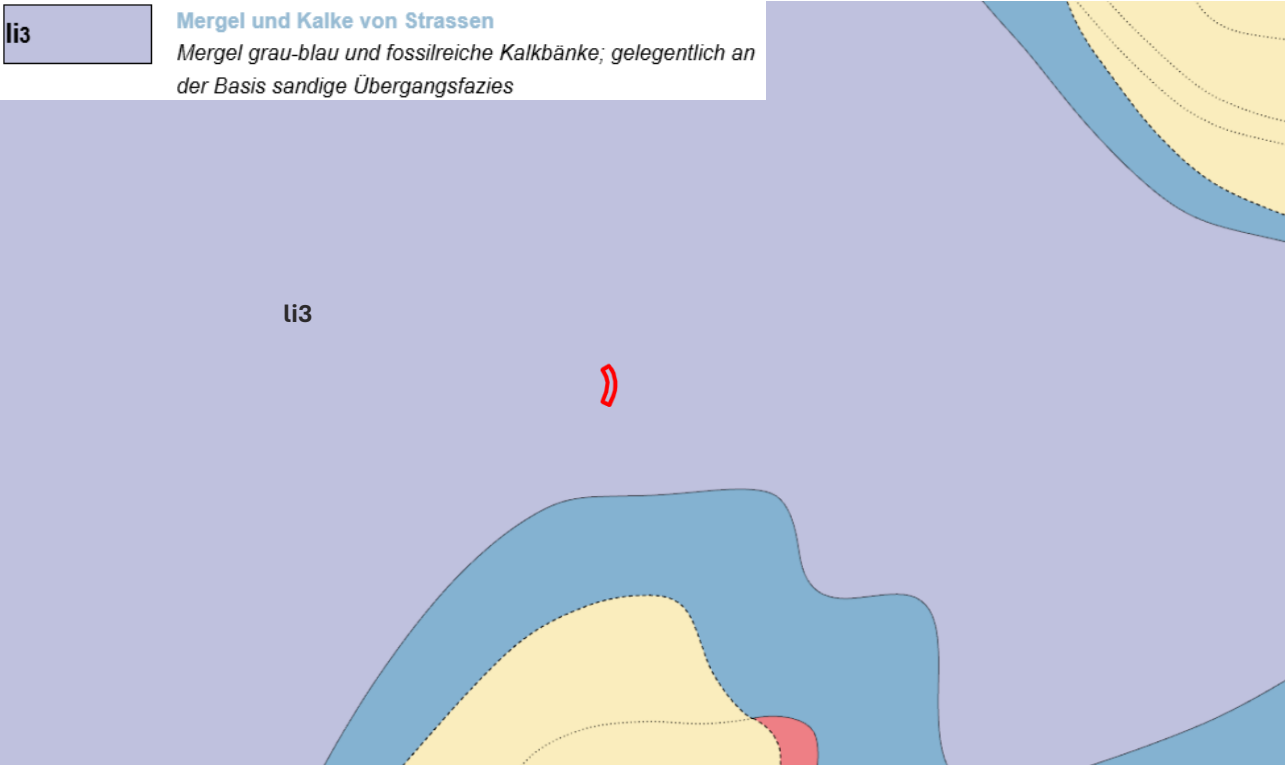 li3
Mergel und Kalke von Strassen
Mergel grau-blau und fossilreiche Kalkbänke; gelegentlich an
der Basis sandige Übergangsfazies
li3